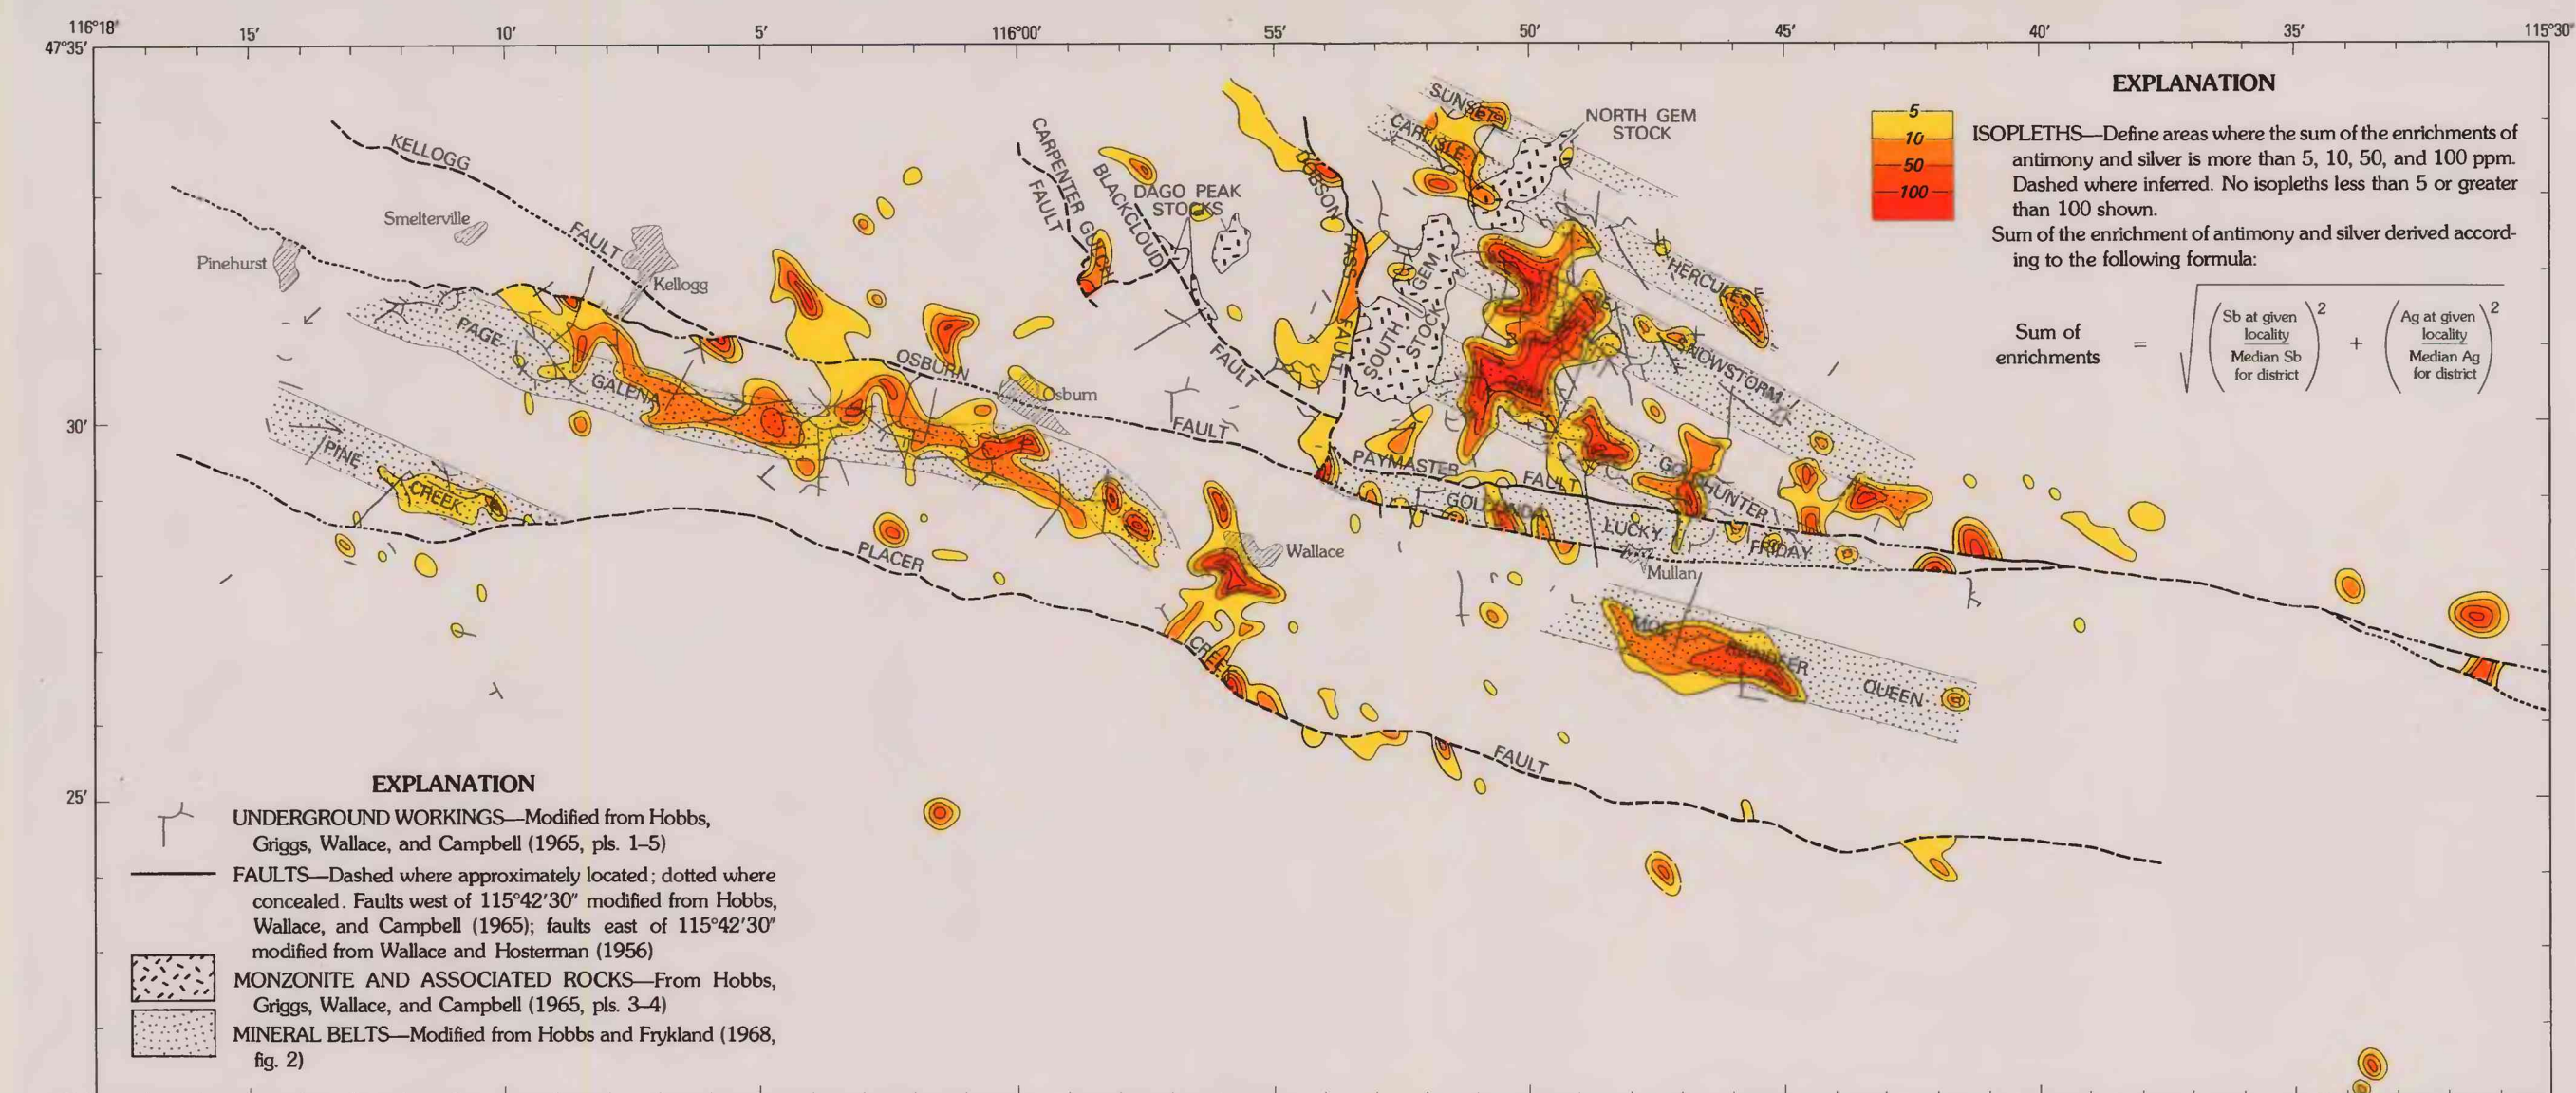 116°18′
15′
10′
5′
116°00′
55′
50′
45′
40′
35′
115°30′
47°35′
30′
25′
EXPLANATION
5
10
50
100
ISOPLETHS—Define areas where the sum of the enrichments of
antimony and silver is more than 5, 10, 50, and 100 ppm.
Dashed where inferred. No isopleths less than 5 or greater
than 100 shown.
Sum of the enrichment of antimony and silver derived accord-
ing to the following formula:
Sum of
enrichments
=
Sb at given
locality
Median Sb
for district
2
+
Ag at given
locality
Median Ag
for district
2
SUNSET
CARLISLE
NORTH GEM
STOCK
KELLOGG
FAULT
CARPENTER GULCH
FAULT
BLACKCLOUD
FAULT
DAGO PEAK
STOCKS
DOBSON
PASS
FAULT
Smelterville
Pinehurst
Kellogg
SOUTH GEM
STOCK
HERCULES
PAGE
GALENA
OSBURN
FAULT
Osburn
SNOWSTORM
PINE
CREEK
PAYMASTER
FAULT
GOLCONDA
LUCKY
FRIDAY
GOLD HUNTER
Wallace
Mullan
PLACER
CREEK
FAULT
MOE
REINDEER
QUEEN
EXPLANATION
UNDERGROUND WORKINGS—Modified from Hobbs,
Griggs, Wallace, and Campbell (1965, pls. 1–5)
FAULTS—Dashed where approximately located; dotted where
concealed. Faults west of 115°42′30″ modified from Hobbs,
Wallace, and Campbell (1965); faults east of 115°42′30″
modified from Wallace and Hosterman (1956)
MONZONITE AND ASSOCIATED ROCKS—From Hobbs,
Griggs, Wallace, and Campbell (1965, pls. 3–4)
MINERAL BELTS—Modified from Hobbs and Frykland (1968,
fig. 2)